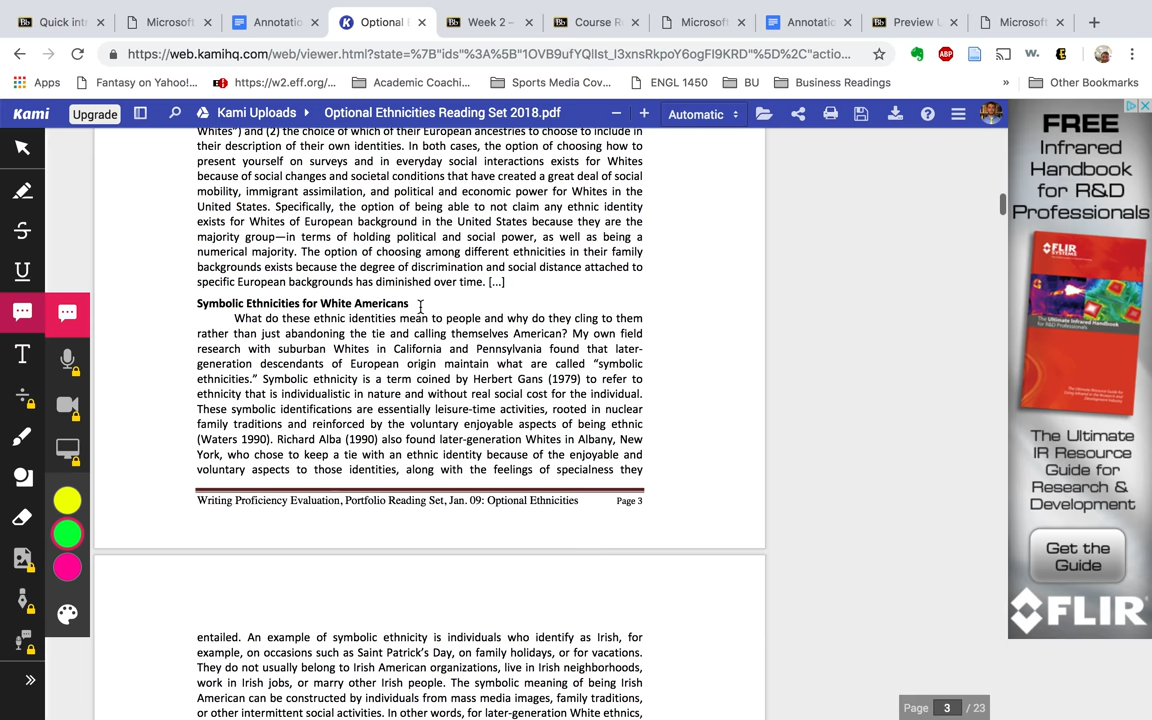 Quick intr
Microsoft
Annotatio
Optional E
Week 2 –
Course Re
Microsoft
Annotatic
Preview U
Microsoft
https://web.kamihq.com/web/viewer.html?state=%7B"ids"%3A%5B"1OVB9ufYQIIst_I3xnsRkpoY6ogFI9KRD"%5D%2C"actio...
ABP
W.
Apps
Fantasy on Yahoo!...
https://w2.eff.org/...
Academic Coachi...
Sports Media Cov...
ENGL 1450
BU
Business Readings
»
Other Bookmarks
Kami
Upgrade
Kami Uploads
Optional Ethnicities Reading Set 2018.pdf
Automatic
Whites") and (2) the choice of which of their European ancestries to choose to include in
their description of their own identities. In both cases, the option of choosing how to
present yourself on surveys and in everyday social interactions exists for Whites
because of social changes and societal conditions that have created a great deal of social
mobility, immigrant assimilation, and political and economic power for Whites in the
United States. Specifically, the option of being able to not claim any ethnic identity
exists for Whites of European background in the United States because they are the
majority group—in terms of holding political and social power, as well as being a
numerical majority. The option of choosing among different ethnicities in their family
backgrounds exists because the degree of discrimination and social distance attached to
specific European backgrounds has diminished over time. [...]
Symbolic Ethnicities for White Americans
What do these ethnic identities mean to people and why do they cling to them
rather than just abandoning the tie and calling themselves American? My own field
research with suburban Whites in California and Pennsylvania found that later-
generation descendants of European origin maintain what are called “symbolic
ethnicities.” Symbolic ethnicity is a term coined by Herbert Gans (1979) to refer to
ethnicity that is individualistic in nature and without real social cost for the individual.
These symbolic identifications are essentially leisure-time activities, rooted in nuclear
family traditions and reinforced by the voluntary enjoyable aspects of being ethnic
(Waters 1990). Richard Alba (1990) also found later-generation Whites in Albany, New
York, who chose to keep a tie with an ethnic identity because of the enjoyable and
voluntary aspects to those identities, along with the feelings of specialness they
Writing Proficiency Evaluation, Portfolio Reading Set, Jan. 09: Optional Ethnicities
Page 3
entailed. An example of symbolic ethnicity is individuals who identify as Irish, for
example, on occasions such as Saint Patrick's Day, on family holidays, or for vacations.
They do not usually belong to Irish American organizations, live in Irish neighborhoods,
work in Irish jobs, or marry other Irish people. The symbolic meaning of being Irish
American can be constructed by individuals from mass media images, family traditions,
or other intermittent social activities. In other words, for later-generation White ethnics,
Page 3 / 23
FREE
Infrared
Handbook
for R&D
Professionals
FLIR
The Ultimate
IR Resource
Guide for
Research &
Development
Industry
Get the
Guide
FLIR